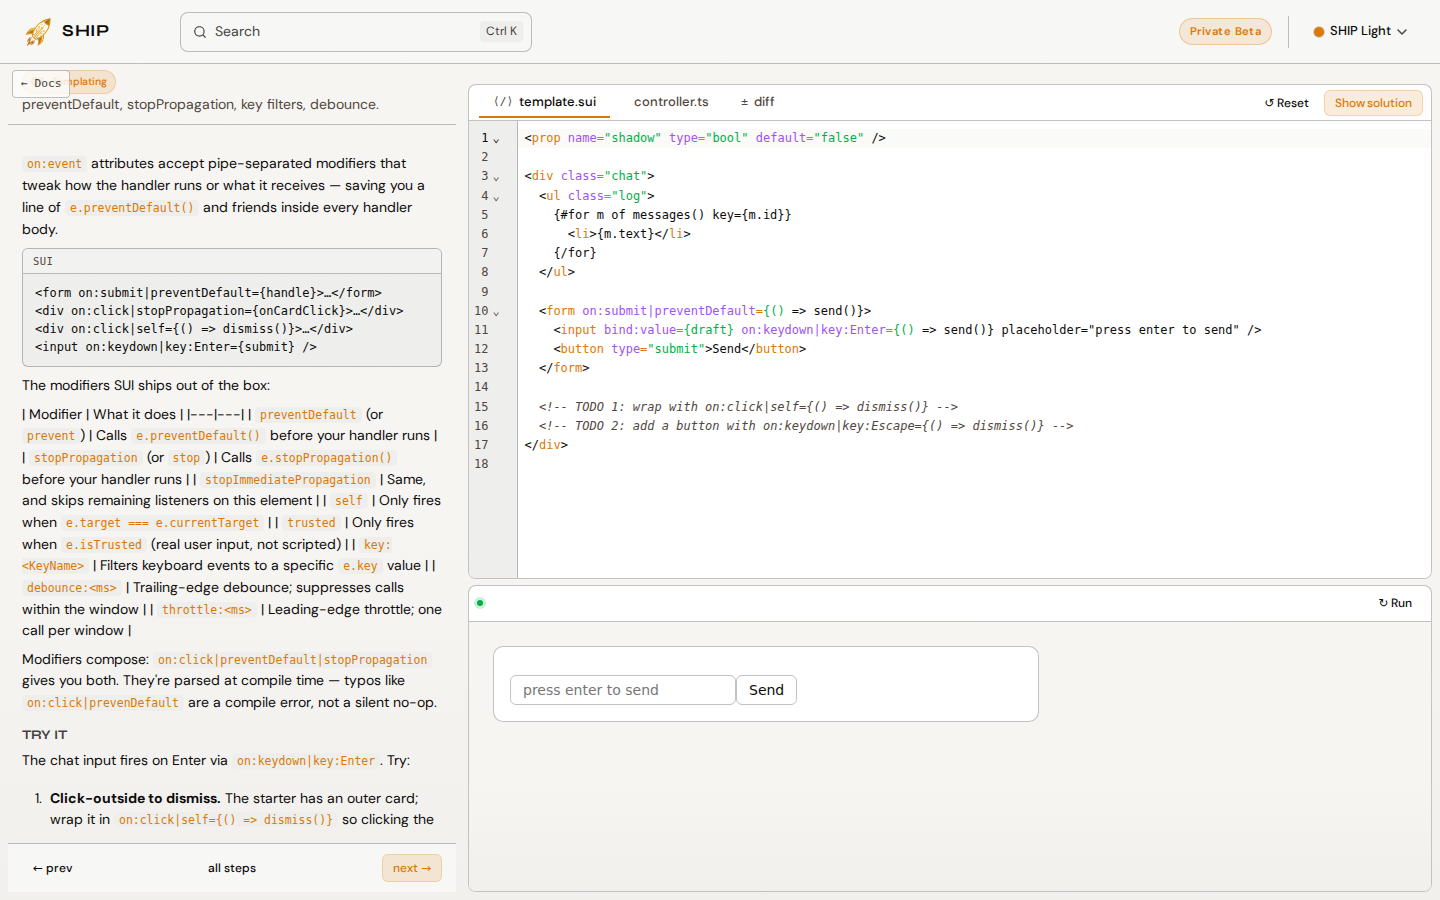 SHIP
Search
Ctrl K
Private Beta
SHIP Light
← Docs
mplating
preventDefault, stopPropagation, key filters, debounce.
on:event attributes accept pipe-separated modifiers that
tweak how the handler runs or what it receives — saving you a
line of e.preventDefault() and friends inside every handler
body.
SUI
<form on:submit|preventDefault={handle}>…</form>
<div on:click|stopPropagation={onCardClick}>…</div>
<div on:click|self={() => dismiss()}>…</div>
<input on:keydown|key:Enter={submit} />
The modifiers SUI ships out of the box:
| Modifier | What it does | |---|---| | preventDefault (or
prevent ) | Calls e.preventDefault() before your handler runs |
| stopPropagation (or stop ) | Calls e.stopPropagation()
before your handler runs | | stopImmediatePropagation | Same,
and skips remaining listeners on this element | | self | Only fires
when e.target === e.currentTarget | | trusted | Only fires
when e.isTrusted (real user input, not scripted) | | key:
<KeyName> | Filters keyboard events to a specific e.key value | |
debounce:<ms> | Trailing-edge debounce; suppresses calls
within the window | | throttle:<ms> | Leading-edge throttle; one
call per window |
Modifiers compose: on:click|preventDefault|stopPropagation
gives you both. They're parsed at compile time — typos like
on:click|prevenDefault are a compile error, not a silent no-op.
TRY IT
The chat input fires on Enter via on:keydown|key:Enter . Try:
1. Click-outside to dismiss. The starter has an outer card;
wrap it in on:click|self={() => dismiss()} so clicking the
← prev
all steps
next →
⟨/⟩ template.sui
controller.ts
± diff
↺ Reset
Show solution
1 <prop name="shadow" type="bool" default="false" />
2
3 <div class="chat">
4 <ul class="log">
5 {#for m of messages() key={m.id}}
6 <li>{m.text}</li>
7 {/for}
8 </ul>
9
10 <form on:submit|preventDefault={() => send()}>
11 <input bind:value={draft} on:keydown|key:Enter={() => send()} placeholder="press enter to send" />
12 <button type="submit">Send</button>
13 </form>
14
15 <!-- TODO 1: wrap with on:click|self={() => dismiss()} -->
16 <!-- TODO 2: add a button with on:keydown|key:Escape={() => dismiss()} -->
17 </div>
18
↻ Run
press enter to send
Send